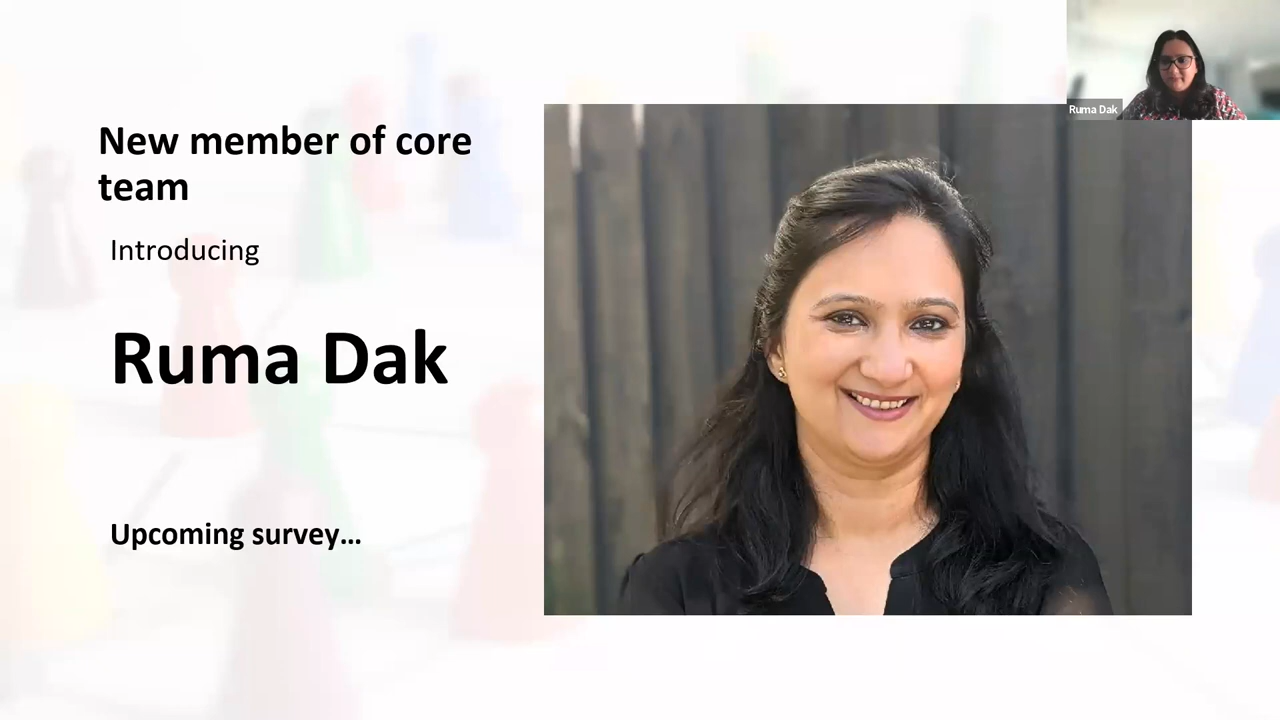 New member of core
team
Introducing
Ruma Dak
Upcoming survey…
Ruma Dak